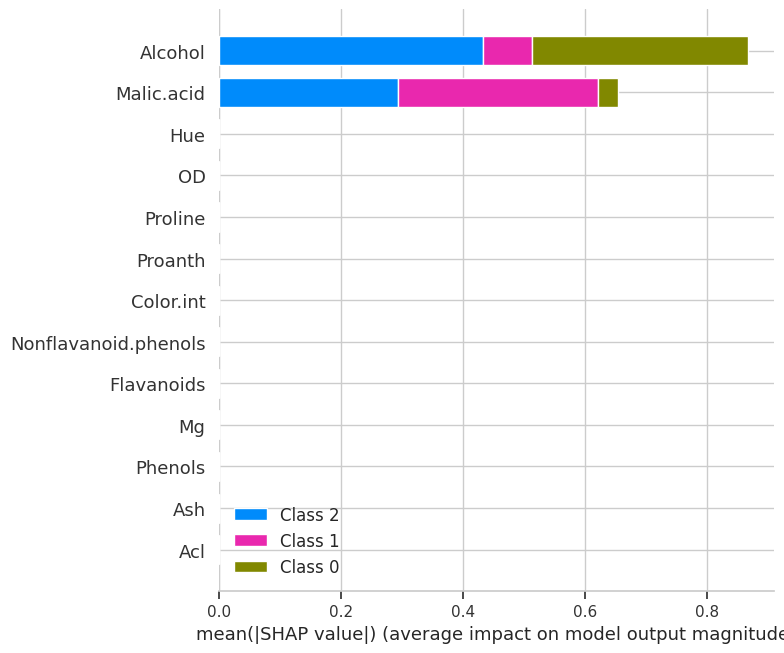 Alcohol
Malic.acid
Hue
OD
Proline
Proanth
Color.int
Nonflavanoid.phenols
Flavanoids
Mg
Phenols
Ash
Acl
Class 2
Class 1
Class 0
0.0 0.2 0.4 0.6 0.8
mean(|SHAP value|) (average impact on model output magnitude